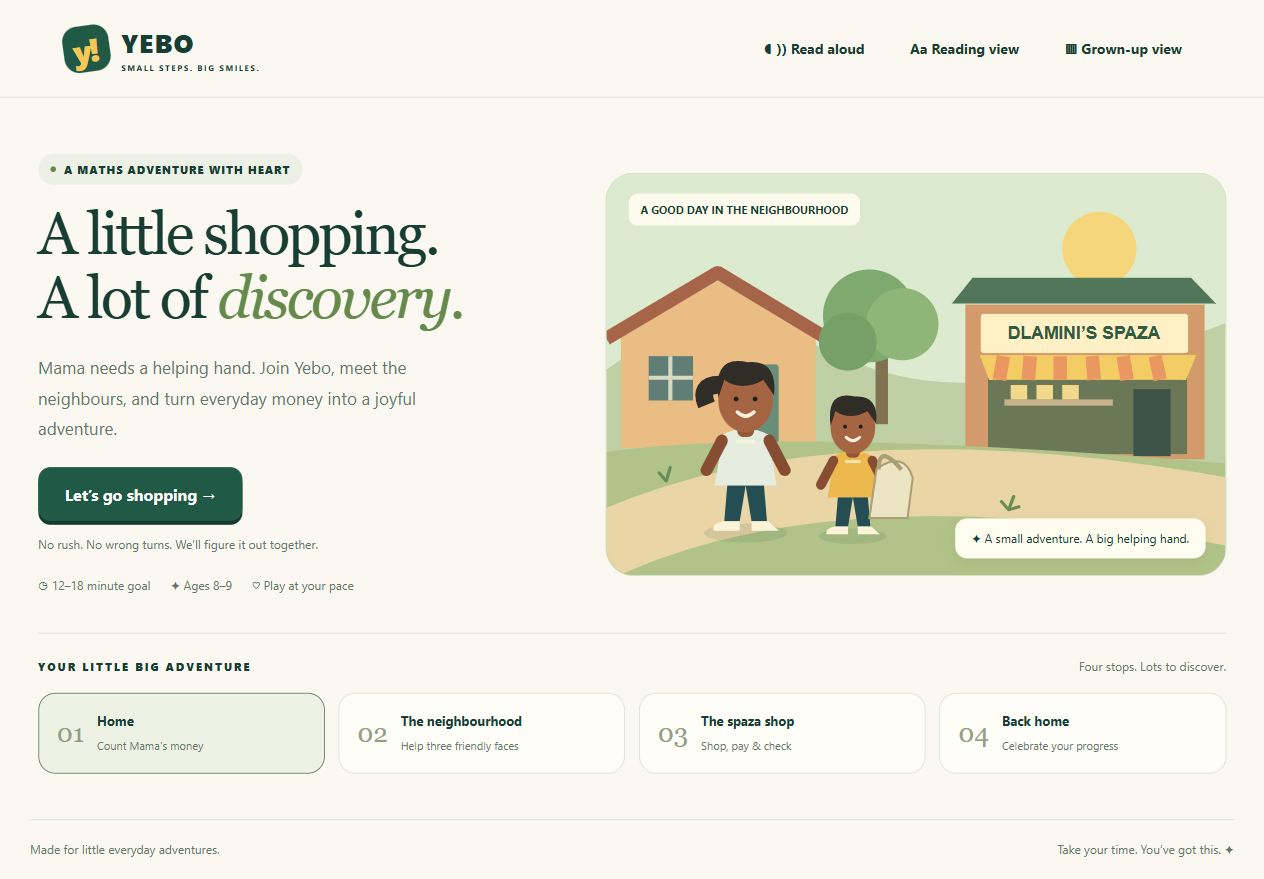 y!
YEBO
SMALL STEPS. BIG SMILES.
Read aloud
Aa Reading view
Grown-up view
A MATHS ADVENTURE WITH HEART
A little shopping.
A lot of discovery.
Mama needs a helping hand. Join Yebo, meet the
neighbours, and turn everyday money into a joyful
adventure.
Let's go shopping →
No rush. No wrong turns. We'll figure it out together.
12–18 minute goal
✦ Ages 8–9
♡ Play at your pace
A GOOD DAY IN THE NEIGHBOURHOOD
DLAMINI'S SPAZA
✦ A small adventure. A big helping hand.
YOUR LITTLE BIG ADVENTURE
Four stops. Lots to discover.
01
Home
Count Mama's money
02
The neighbourhood
Help three friendly faces
03
The spaza shop
Shop, pay & check
04
Back home
Celebrate your progress
Made for little everyday adventures.
Take your time. You've got this. ✦